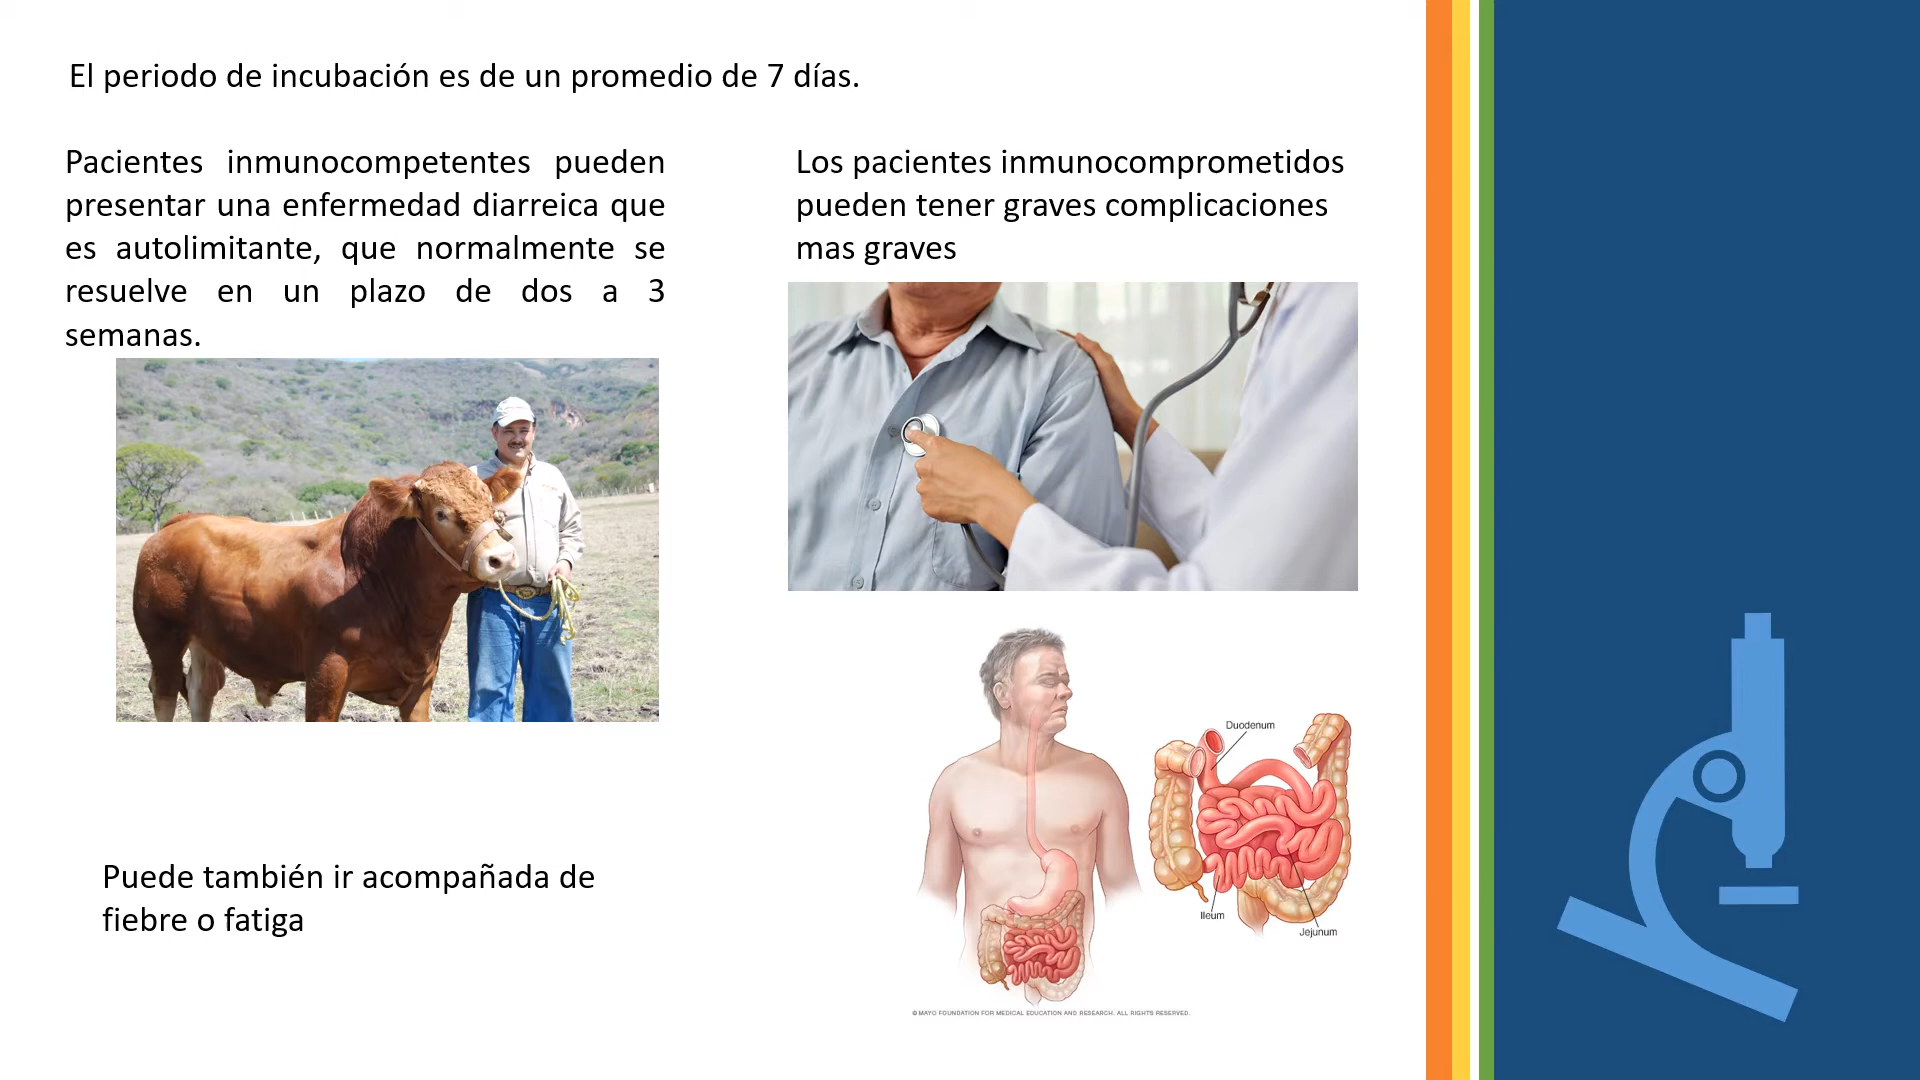 El periodo de incubación es de un promedio de 7 días.
Pacientes inmunocompetentes pueden
presentar una enfermedad diarreica que
es autolimitante, que normalmente se
resuelve en un plazo de dos a 3
semanas.
Los pacientes inmunocomprometidos
pueden tener graves complicaciones
mas graves
Puede también ir acompañada de
fiebre o fatiga
Duodenum
Ileum
Jejunum
© MAYO FOUNDATION FOR MEDICAL EDUCATION AND RESEARCH. ALL RIGHTS RESERVED.